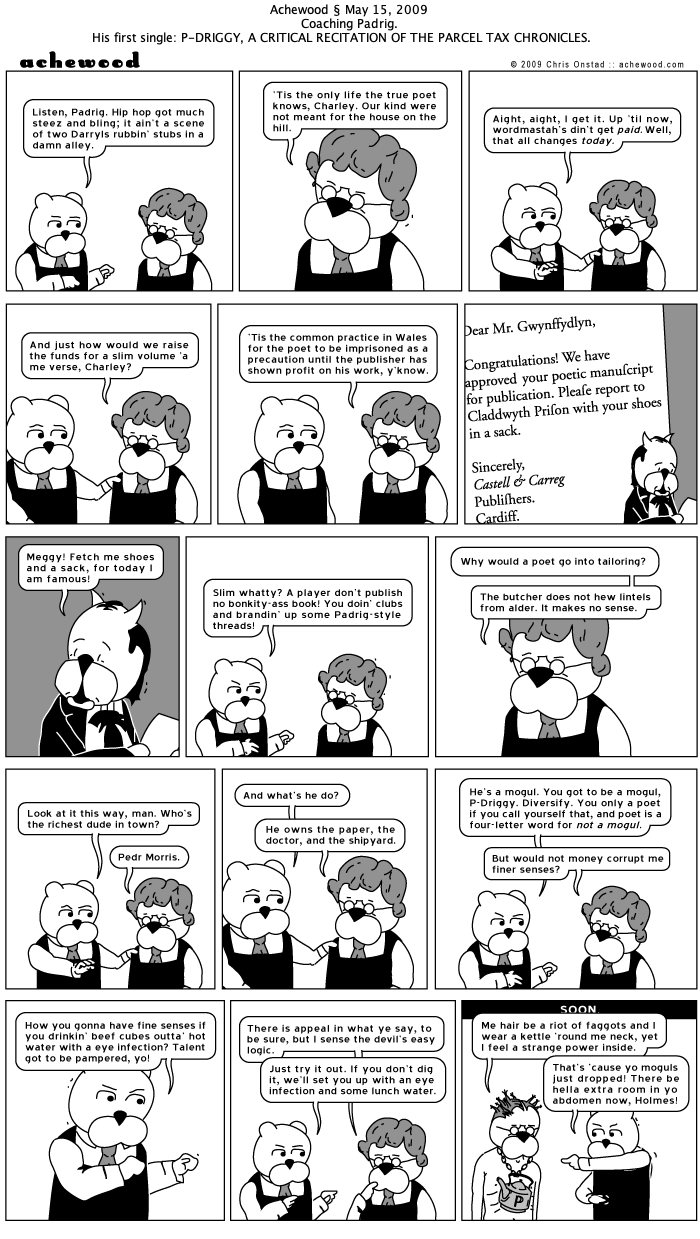 Achewood § May 15, 2009
Coaching Padrig.
His first single: P-DRIGGY, A CRITICAL RECITATION OF THE PARCEL TAX CHRONICLES.
achewood
© 2009 Chris Onstad :: achewood.com
Listen, Padrig. Hip hop got much
steez and bling; it ain't a scene
of two Darryls rubbin' stubs in a
damn alley.
'Tis the only life the true poet
knows, Charley. Our kind were
not meant for the house on the
hill.
Aight, aight, I get it. Up 'til now,
wordmastah's din't get paid. Well,
that all changes today.
And just how would we raise
the funds for a slim volume 'a
me verse, Charley?
'Tis the common practice in Wales
for the poet to be imprisoned as a
precaution until the publisher has
shown profit on his work, y'know.
Dear Mr. Gwynffydlyn,
Congratulations! We have
approved your poetic manuſcript
for publication. Pleaſe report to
Claddwyth Priſon with your shoes
in a sack.
Sincerely,
Castell & Carreg
Publiſhers.
Cardiff.
Meggy! Fetch me shoes
and a sack, for today I
am famous!
Slim whatty? A player don't publish
no bonkity-ass book! You doin' clubs
and brandin' up some Padrig-style
threads!
Why would a poet go into tailoring?
The butcher does not hew lintels
from alder. It makes no sense.
Look at it this way, man. Who's
the richest dude in town?
Pedr Morris.
And what's he do?
He owns the paper, the
doctor, and the shipyard.
He's a mogul. You got to be a mogul,
P-Driggy. Diversify. You only a poet
if you call yourself that, and poet is a
four-letter word for not a mogul.
But would not money corrupt me
finer senses?
How you gonna have fine senses if
you drinkin' beef cubes outta' hot
water with a eye infection? Talent
got to be pampered, yo!
There is appeal in what ye say, to
be sure, but I sense the devil's easy
logic.
Just try it out. If you don't dig
it, we'll set you up with an eye
infection and some lunch water.
SOON.
Me hair be a riot of faggots and I
wear a kettle 'round me neck, yet
I feel a strange power inside.
That's 'cause yo moguls
just dropped! There be
hella extra room in yo
abdomen now, Holmes!
P